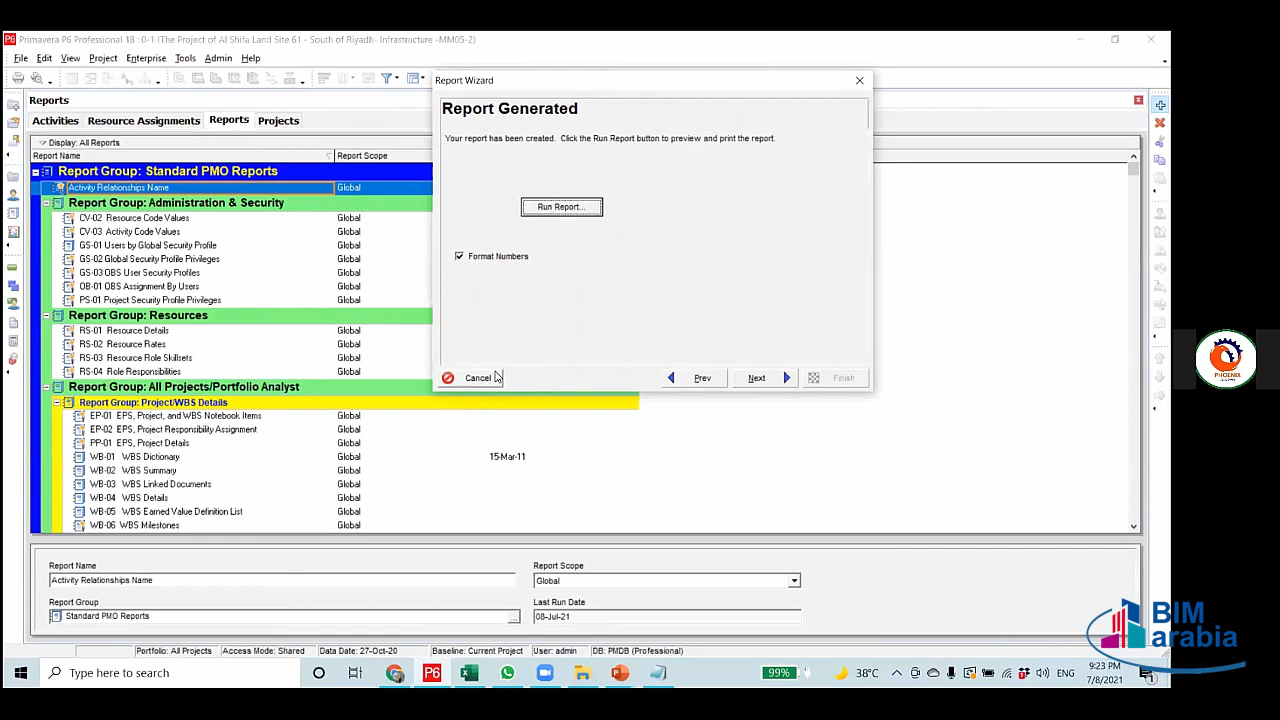 Primavera P6 Professional 18 : 0-1 (The Project of Al Shifa Land Site 61 - South of Riyadh- Infrastructure -MM05-2)
File Edit View Project Enterprise Tools Admin Help
Reports
Activities Resource Assignments Reports Projects
Display: All Reports
Report Name Report Scope
Report Group: Standard PMO Reports
Activity Relationships Name Global
Report Group: Administration & Security
CV-02 Resource Code Values Global
CV-03 Activity Code Values Global
GS-01 Users by Global Security Profile Global
GS-02 Global Security Profile Privileges Global
GS-03 OBS User Security Profiles Global
OB-01 OBS Assignment By Users Global
PS-01 Project Security Profile Privileges Global
Report Group: Resources
RS-01 Resource Details Global
RS-02 Resource Rates Global
RS-03 Resource Role Skillsets Global
RS-04 Role Responsibilities Global
Report Group: All Projects/Portfolio Analyst
Report Group: Project/WBS Details
EP-01 EPS, Project, and WBS Notebook Items Global
EP-02 EPS, Project Responsibility Assignment Global
PP-01 EPS, Project Details Global
WB-01 WBS Dictionary Global 15-Mar-11
WB-02 WBS Summary Global
WB-03 WBS Linked Documents Global
WB-04 WBS Details Global
WB-05 WBS Earned Value Definition List Global
WB-06 WBS Milestones Global
Report Wizard
Report Generated
Your report has been created. Click the Run Report button to preview and print the report.
Run Report...
Format Numbers
Cancel Prev Next Finish
Report Name Report Scope
Activity Relationships Name Global
Report Group Last Run Date
Standard PMO Reports ... 08-Jul-21
Portfolio: All Projects Access Mode: Shared Data Date: 27-Oct-20 Baseline: Current Project User: admin DB: PMDB (Professional)
Type here to search
P6
99%
38°C
ENG
9:23 PM
7/8/2021
PHOENIX
BIM
arabia